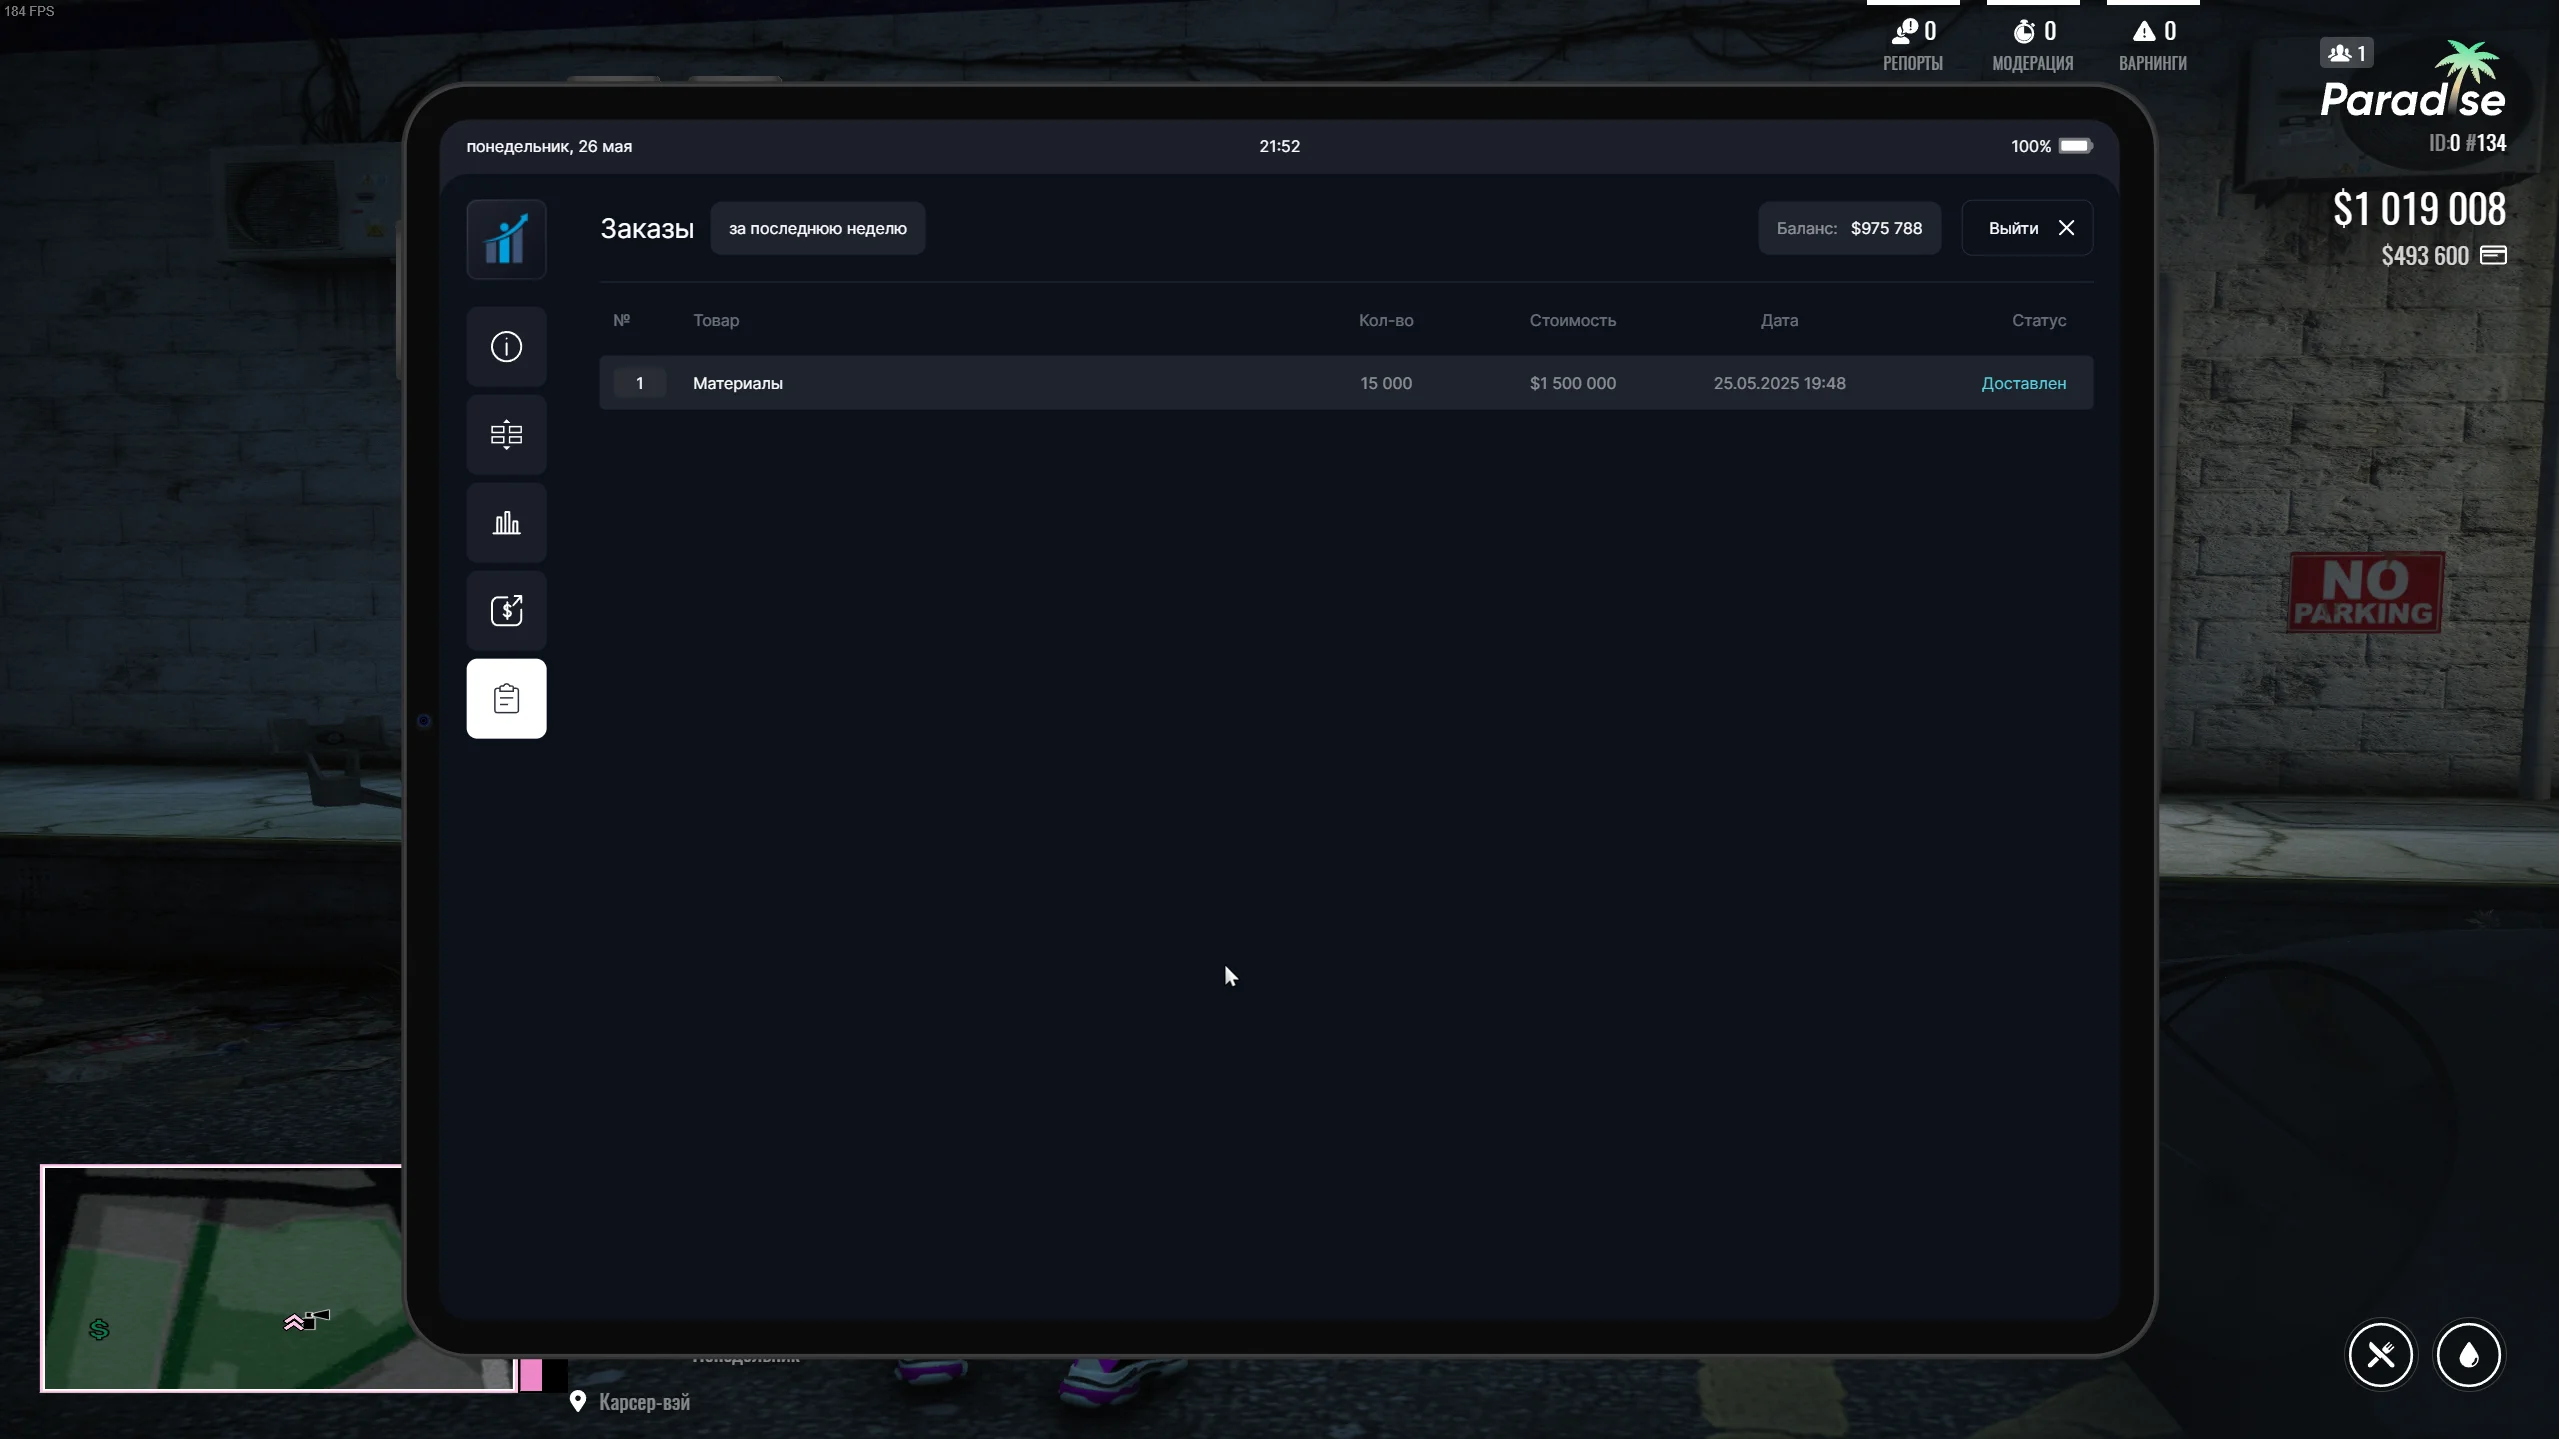 184 FPS
0 0 0
РЕПОРТЫ МОДЕРАЦИЯ ВАРНИНГИ
1
Paradise
ID:0 #134
$1 019 008
$493 600
понедельник, 26 мая 21:52 100%
Заказы за последнюю неделю Баланс: $975 788 Выйти
№ Товар Кол-во Стоимость Дата Статус
1 Материалы 15 000 $1 500 000 25.05.2025 19:48 Доставлен
NO
PARKING
$
Понедельник
Карсер-вэй